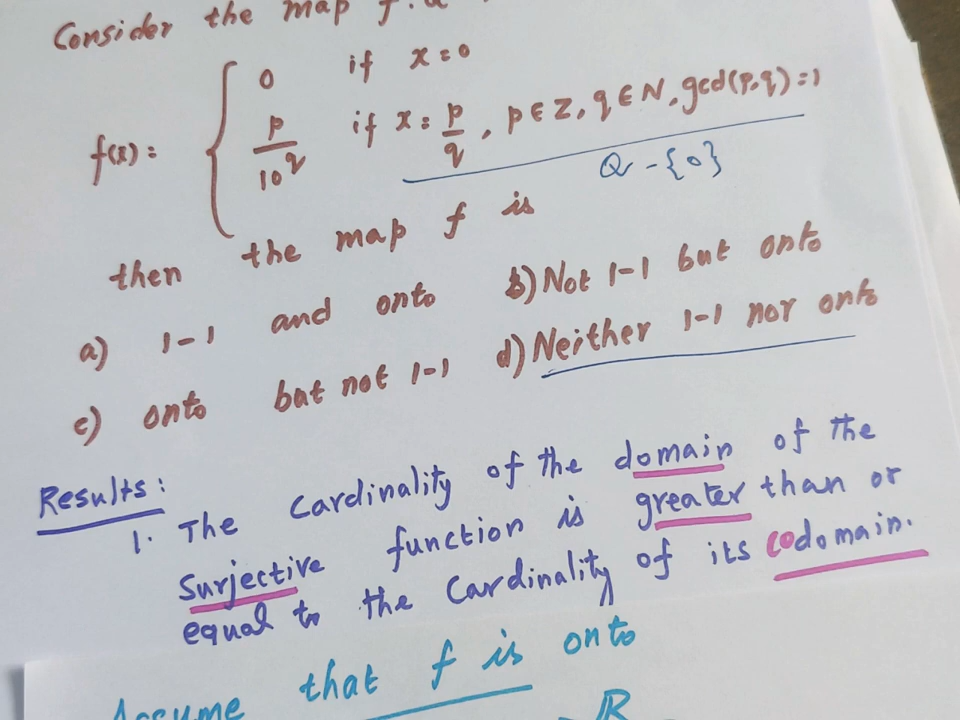 Consider the map f:Q
f(x) = { 0 if x=0
p/10^q if x = p/q, p∈Z, q∈N, gcd(p,q)=1
Q-{0}
then the map f is
a) 1-1 and onto b) Not 1-1 but onto
c) onto but not 1-1 d) Neither 1-1 nor onto
Results:
1. The cardinality of the domain of the
surjective function is greater than or
equal to the cardinality of its codomain.
Assume that f is onto
R